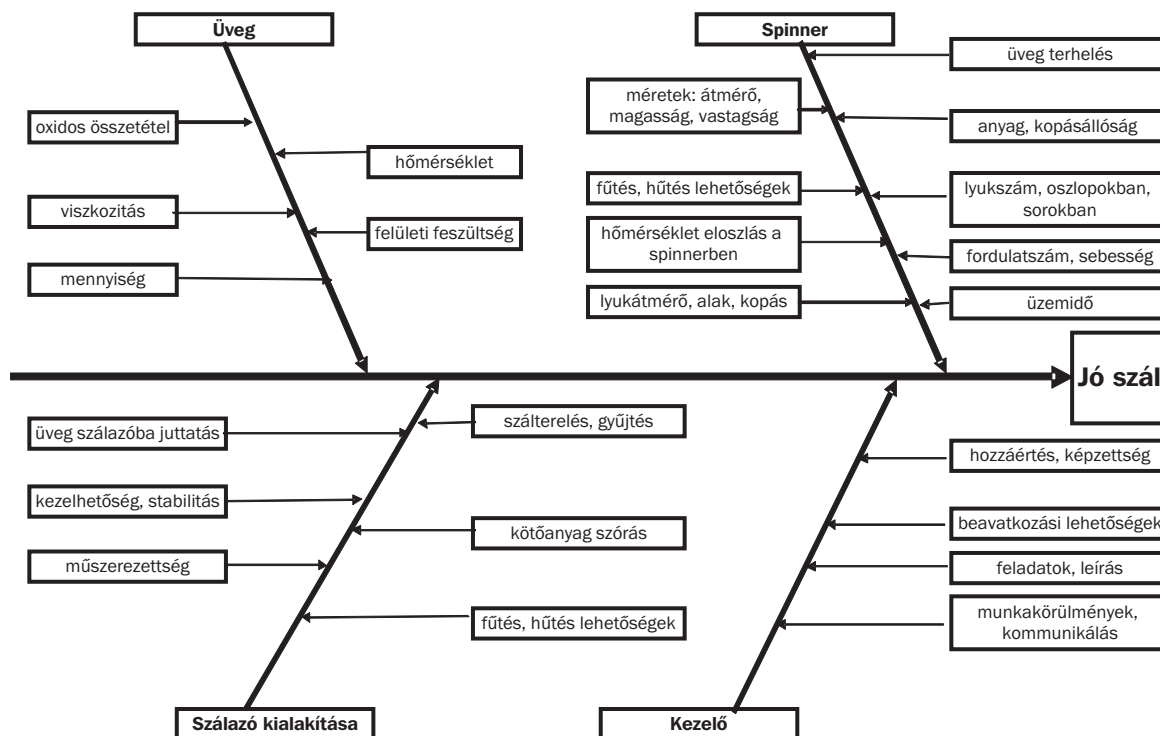 Üveg
oxidos összetétel
hőmérséklet
viszkozitás
felületi feszültség
mennyiség
Spinner
üveg terhelés
méretek: átmérő,
magasság, vastagság
anyag, kopásállóság
fűtés, hűtés lehetőségek
lyukszám, oszlopokban,
sorokban
hőmérséklet eloszlás a
spinnerben
fordulatszám, sebesség
lyukátmérő, alak, kopás
üzemidő
Jó szál
üveg szálazóba juttatás
szálterelés, gyűjtés
kezelhetőség, stabilitás
kötőanyag szórás
műszerezettség
fűtés, hűtés lehetőségek
Szálazó kialakítása
hozzáértés, képzettség
beavatkozási lehetőségek
feladatok, leírás
munkakörülmények,
kommunikálás
Kezelő